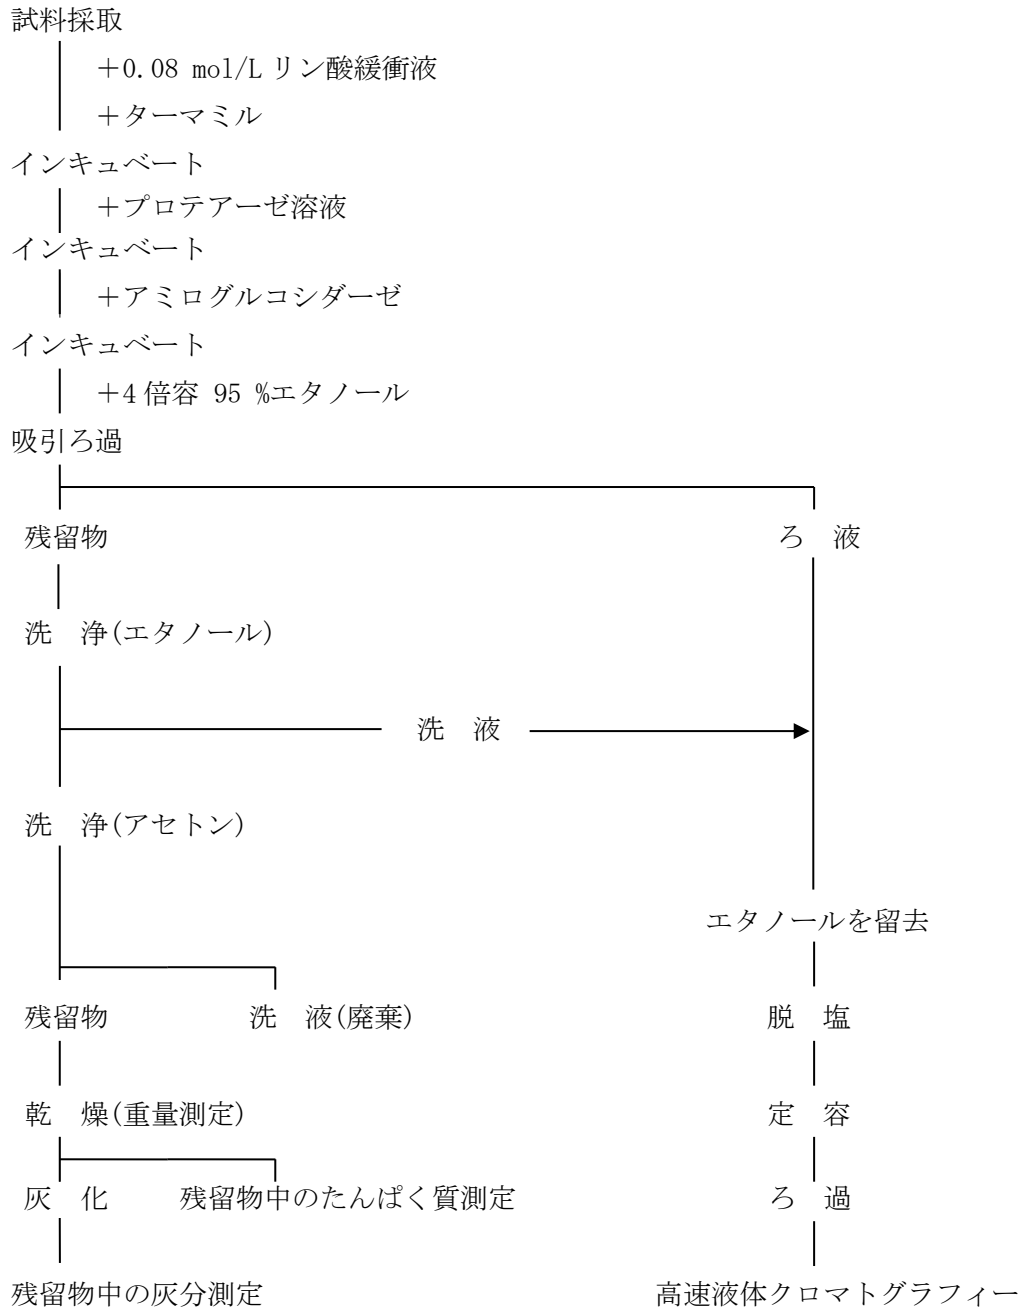 試料採取
＋0.08 mol/L リン酸緩衝液
＋ターマミル
インキュベート
＋プロテアーゼ溶液
インキュベート
＋アミログルコシダーゼ
インキュベート
＋4 倍容 95 %エタノール
吸引ろ過
残留物 ろ 液
洗 浄(エタノール)
洗 液
洗 浄(アセトン)
エタノールを留去
残留物 洗 液(廃棄) 脱 塩
乾 燥(重量測定) 定 容
灰 化 残留物中のたんぱく質測定 ろ 過
残留物中の灰分測定 高速液体クロマトグラフィー